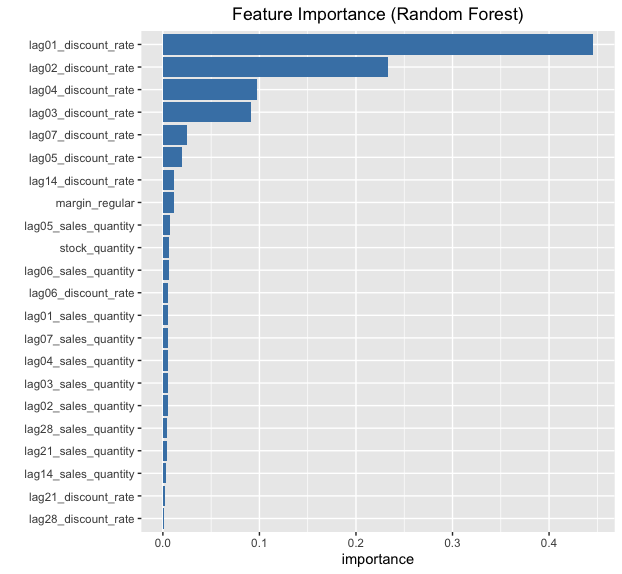 Feature Importance (Random Forest)
lag01_discount_rate
lag02_discount_rate
lag04_discount_rate
lag03_discount_rate
lag07_discount_rate
lag05_discount_rate
lag14_discount_rate
margin_regular
lag05_sales_quantity
stock_quantity
lag06_sales_quantity
lag06_discount_rate
lag01_sales_quantity
lag07_sales_quantity
lag04_sales_quantity
lag03_sales_quantity
lag02_sales_quantity
lag28_sales_quantity
lag21_sales_quantity
lag14_sales_quantity
lag21_discount_rate
lag28_discount_rate
0.0 0.1 0.2 0.3 0.4
importance